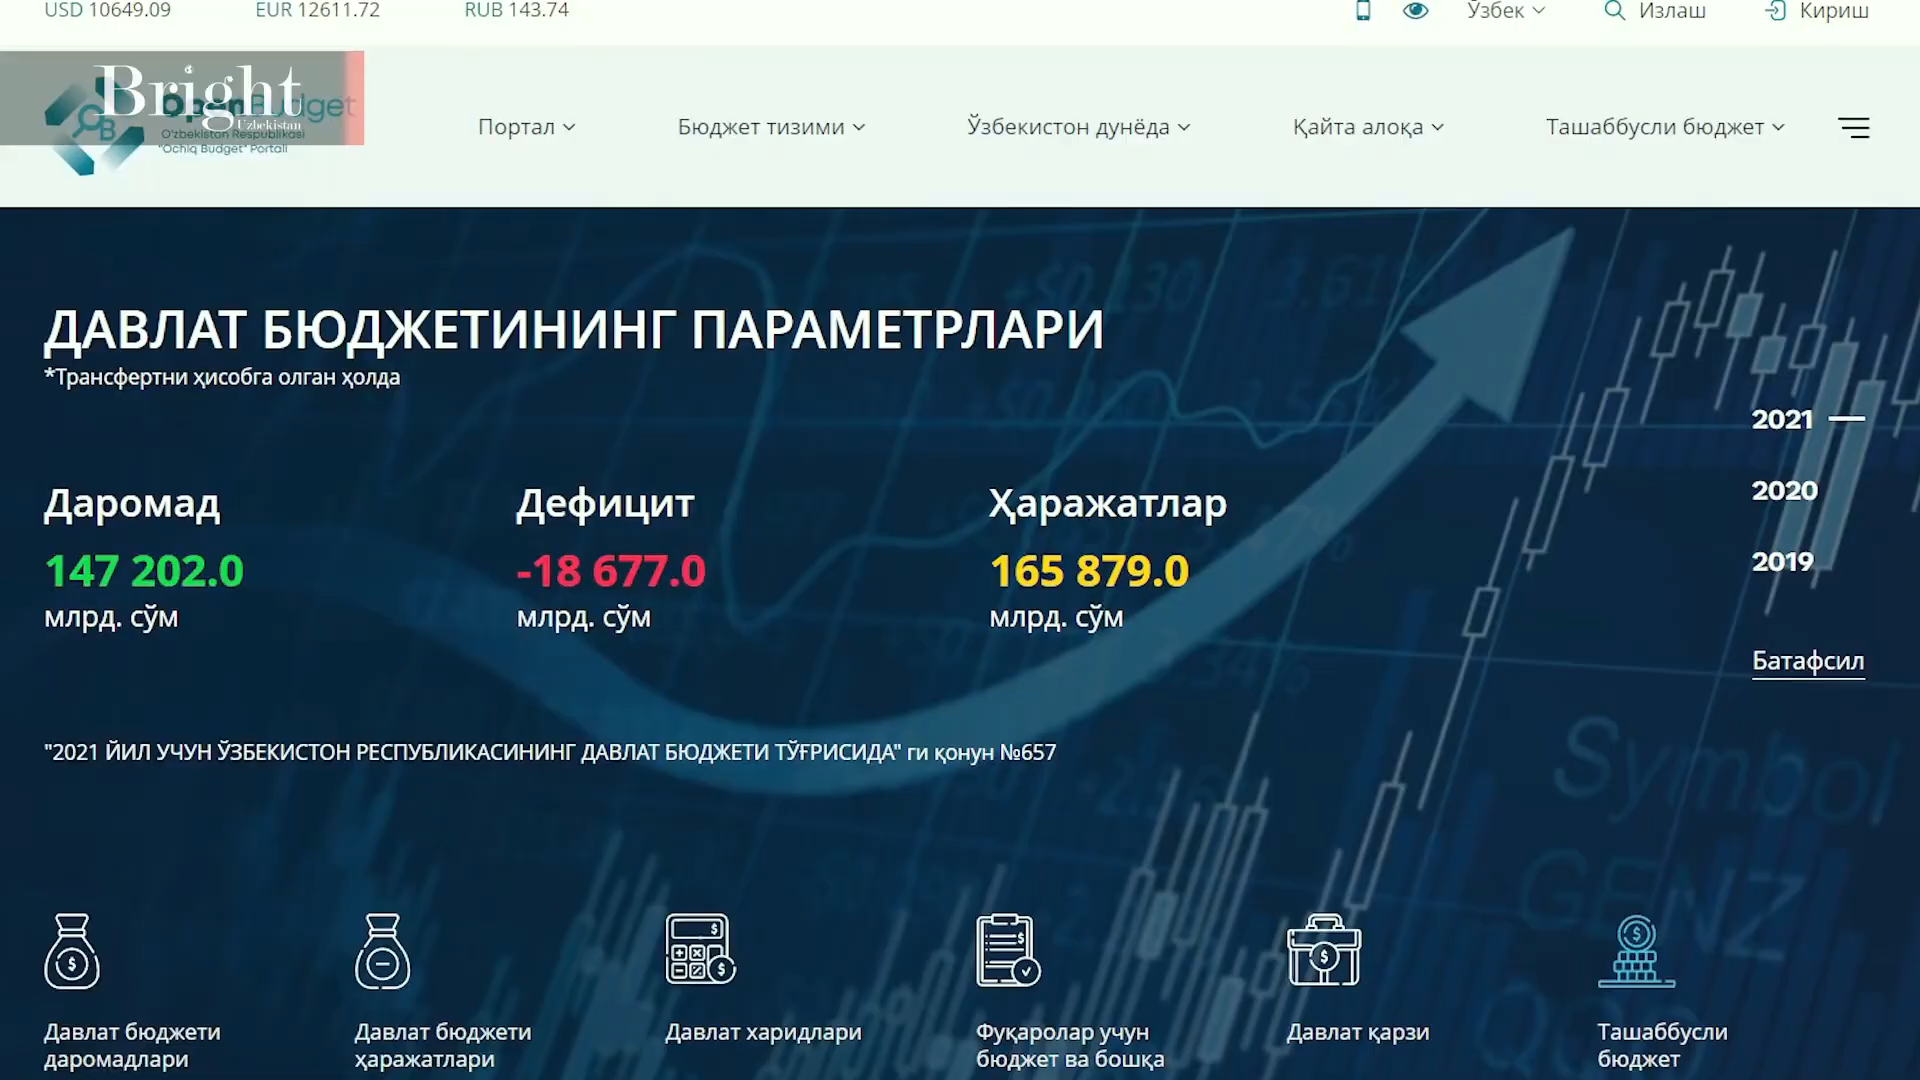 USD 10649.09 EUR 12611.72 RUB 143.74 Ўзбек Излаш Кириш
Bright
Uzbekistan
OpenBudget
O'zbekiston Respublikasi
"Ochiq Budget" Portali
Портал Бюджет тизими Ўзбекистон дунёда Қайта алоқа Ташаббусли бюджет
ДАВЛАТ БЮДЖЕТИНИНГ ПАРАМЕТРЛАРИ
*Трансфертни ҳисобга олган ҳолда
2021
2020
2019
Даромад Дефицит Ҳаражатлар
147 202.0 -18 677.0 165 879.0
млрд. сўм млрд. сўм млрд. сўм
Батафсил
"2021 ЙИЛ УЧУН ЎЗБЕКИСТОН РЕСПУБЛИКАСИНИНГ ДАВЛАТ БЮДЖЕТИ ТЎҒРИСИДА" ги қонун №657
Symbol
GENZ
Давлат бюджети
даромадлари
Давлат бюджети
ҳаражатлари
Давлат харидлари
Фуқаролар учун
бюджет ва бошқа
Давлат қарзи
Ташаббусли
бюджет